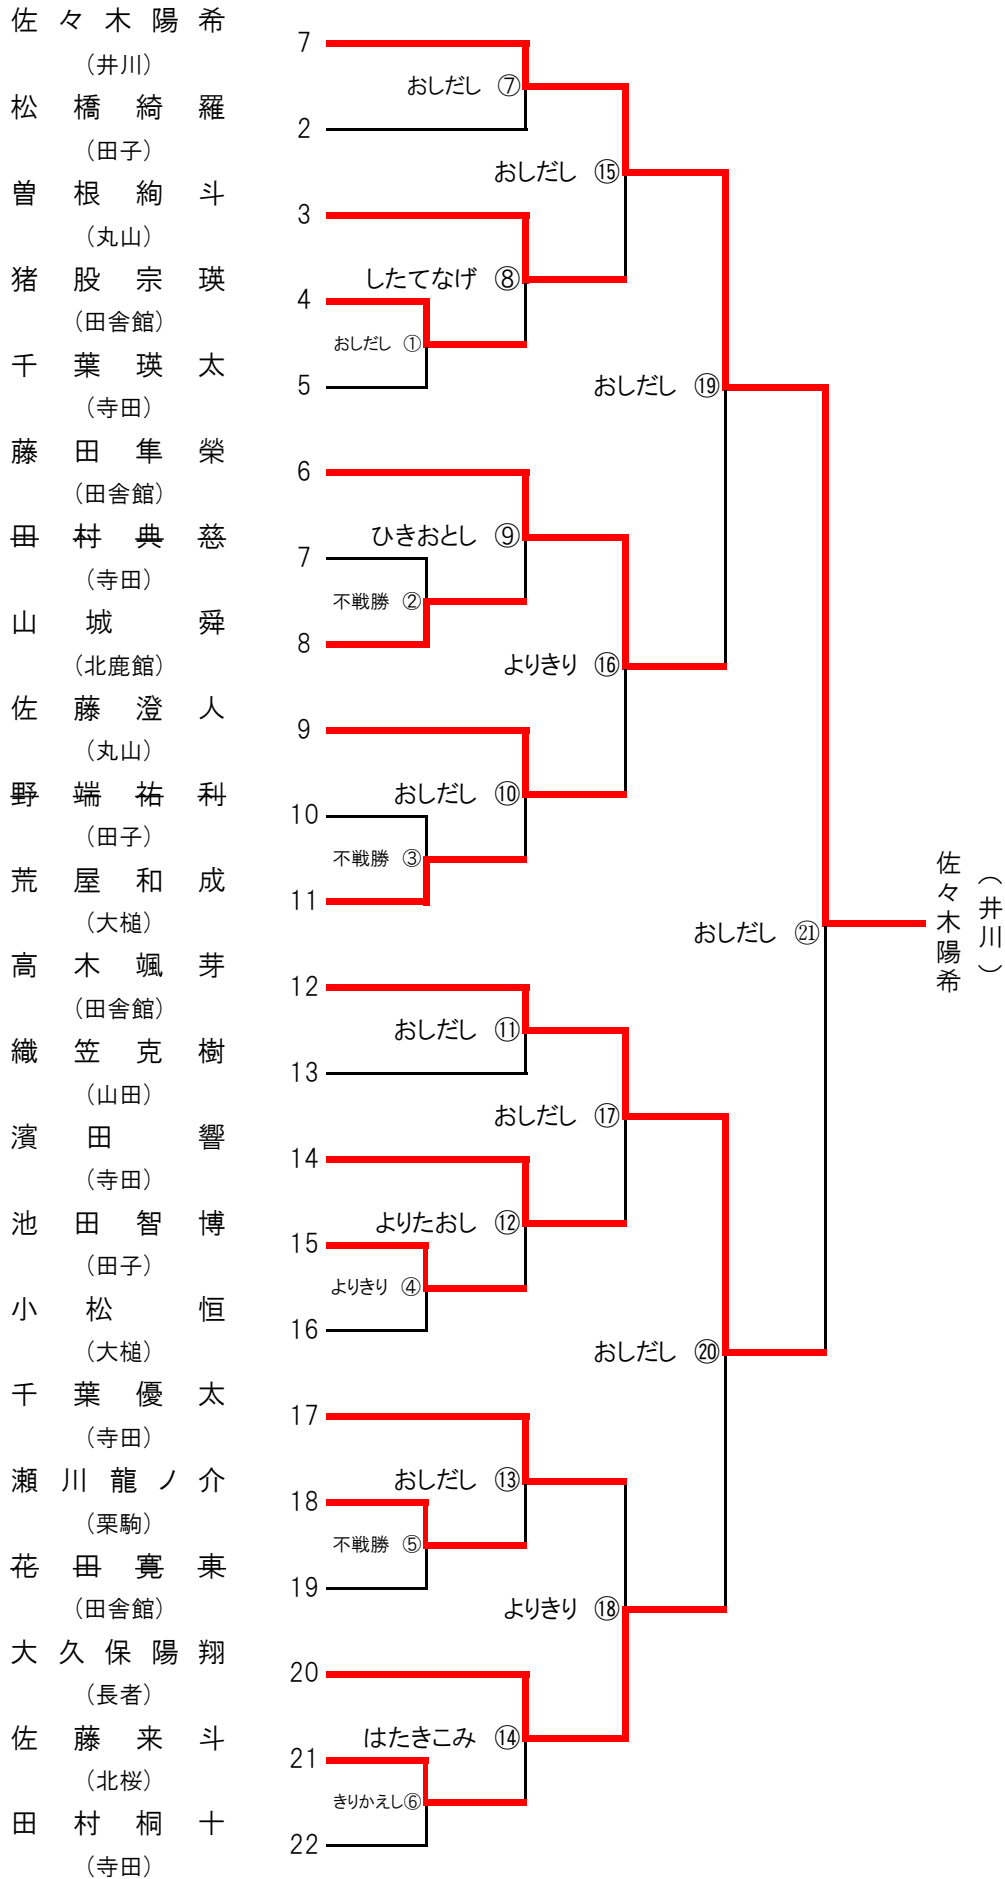 佐々木陽希
7
（井川）
おしだし ⑦
松橋綺羅
2
（田子）
おしだし ⑮
曽根絢斗
3
（丸山）
したてなげ ⑧
猪股宗瑛
4
（田舎館）
おしだし ①
千葉瑛太
5
おしだし ⑲
（寺田）
藤田隼榮
6
（田舎館）
ひきおとし ⑨
田村典慈
7
（寺田）
不戦勝 ②
山城舜
8
（北鹿館）
よりきり ⑯
佐藤澄人
9
（丸山）
おしだし ⑩
野端祐利
10
（田子）
不戦勝 ③
荒屋和成
11
（大槌）
おしだし ㉑
佐々木陽希
（井川）
高木颯芽
12
（田舎館）
おしだし ⑪
織笠克樹
13
（山田）
おしだし ⑰
濱田響
14
（寺田）
よりたおし ⑫
池田智博
15
（田子）
よりきり ④
小松恒
16
（大槌）
おしだし ⑳
千葉優太
17
（寺田）
おしだし ⑬
瀬川龍ノ介
18
（栗駒）
不戦勝 ⑤
花田寛東
19
（田舎館）
よりきり ⑱
大久保陽翔
20
（長者）
はたきこみ ⑭
佐藤来斗
21
（北桜）
きりかえし⑥
田村桐十
22
（寺田）